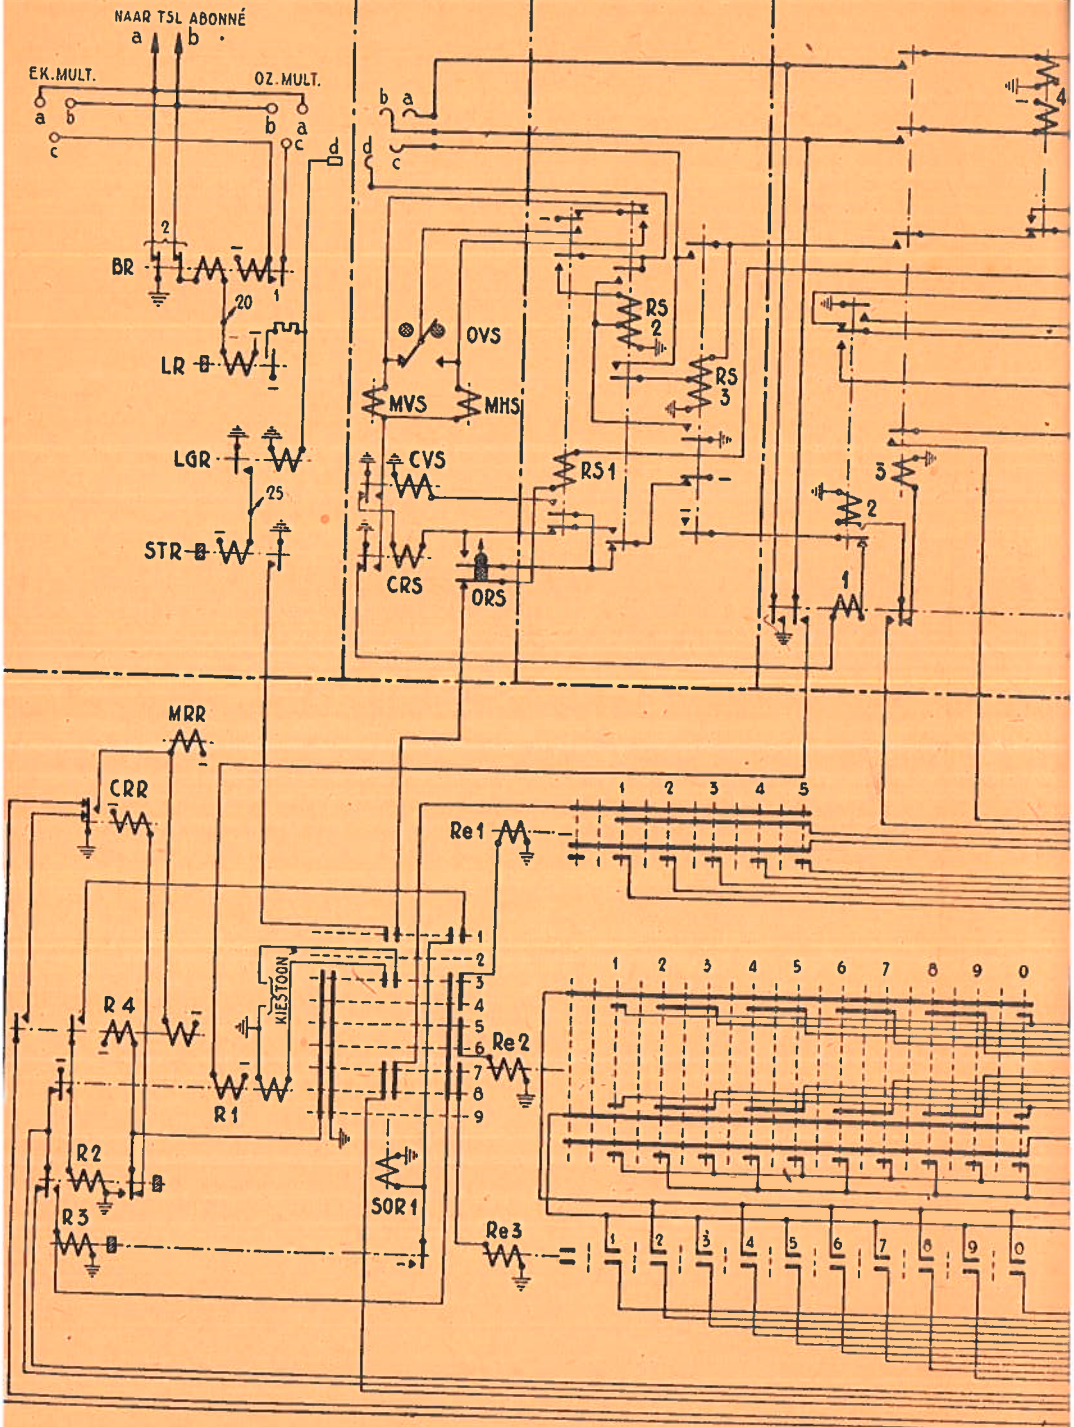 NAAR TSL ABONNÉ
a b
EK.MULT. OZ.MULT.
b a
a b b a
c c d d c
2
BR
1
20
LR
LGR
25
STR
OVS
MVS MHS
CVS
CRS
ORS
RS
2
RS
3
RS1
4
3
2
1
MRR
CRR
1 2 3 4 5
Re1
1
2
3
4
5
6
7
8
9
KIESTOON
R4
R1
R2
R3
SOR1
Re2
Re3
1 2 3 4 5 6 7 8 9 0
1 2 3 4 5 6 7 8 9 0